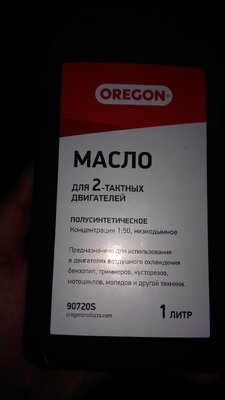 OREGON
МАСЛО
ДЛЯ 2-ТАКТНЫХ
ДВИГАТЕЛЕЙ
ПОЛУСИНТЕТИЧЕСКОЕ
Концентрация 1:50, низкодымное
Предназначено для использования
в двигателях воздушного охлаждения
бензопил, триммеров, кусторезов,
мотоциклов, мопедов и другой техники.
90720S
oregonproducts.com
1 ЛИТР